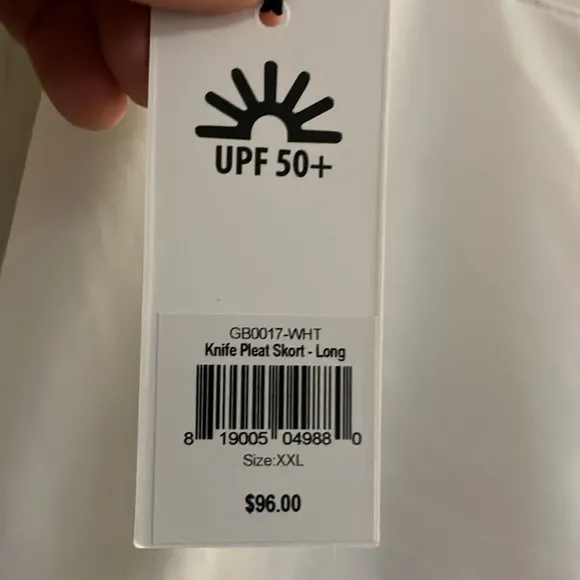 UPF 50+
GB0017-WHT
Knife Pleat Skort - Long
8 19005 04988 0
Size:XXL
$96.00